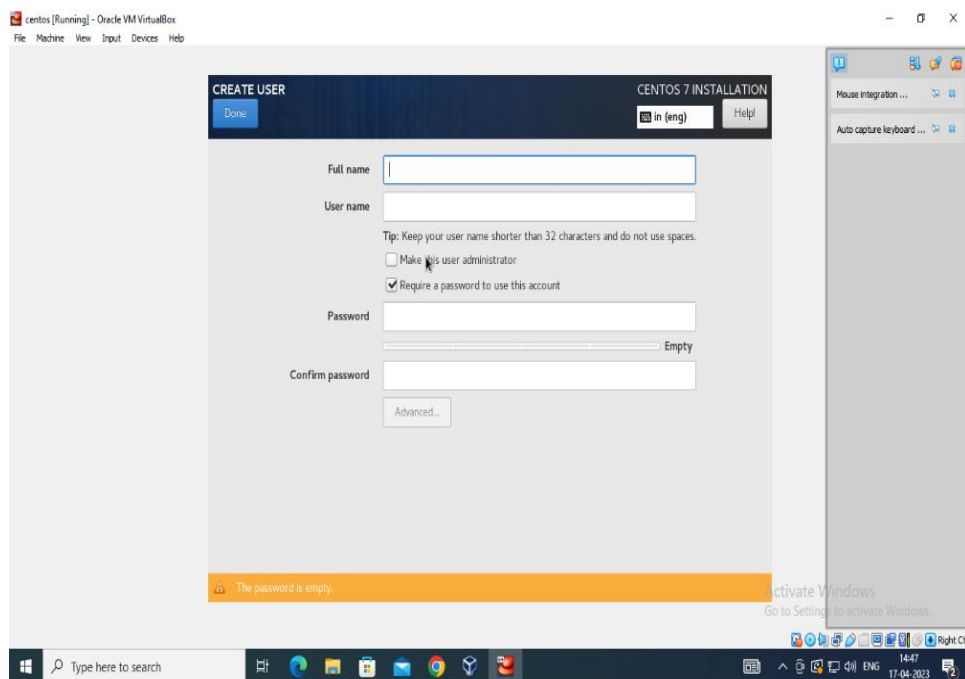 centos [Running] - Oracle VM VirtualBox
File Machine View Input Devices Help
CREATE USER
CENTOS 7 INSTALLATION
Done
in (eng)
Help!
Mouse integration ...
Auto capture keyboard ...
Full name
User name
Tip: Keep your user name shorter than 32 characters and do not use spaces.
Make this user administrator
Require a password to use this account
Password
Empty
Confirm password
Advanced...
The password is empty.
Activate Windows
Go to Settings to activate Windows.
Right Ct
Type here to search
ENG
14:47
17-04-2023
2